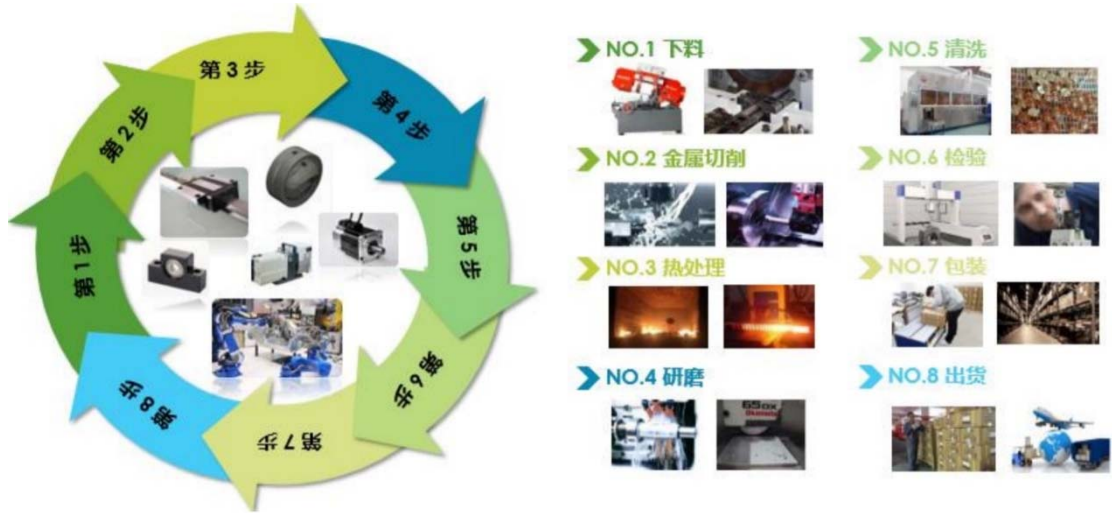 第1步
第2步
第3步
第4步
第5步
第6步
第7步
第8步
NO.1 下料
NO.2 金属切削
NO.3 热处理
NO.4 研磨
650x
NO.5 清洗
NO.6 检验
NO.7 包装
NO.8 出货